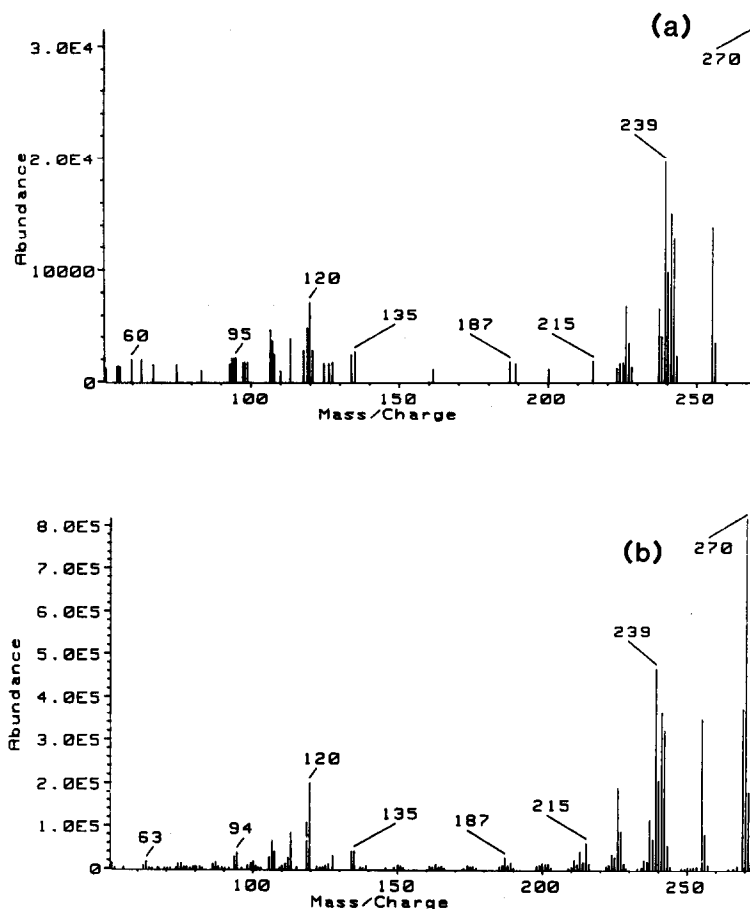 (a)
3.0E4
270
239
2.0E4
Abundance
10000
120
135
187
215
60
95
0
100
150
200
250
Mass/Charge
8.0E5
(b)
270
7.0E5
6.0E5
239
5.0E5
Abundance
4.0E5
3.0E5
120
2.0E5
135
187
215
1.0E5
63
94
0
100
150
200
250
Mass/Charge